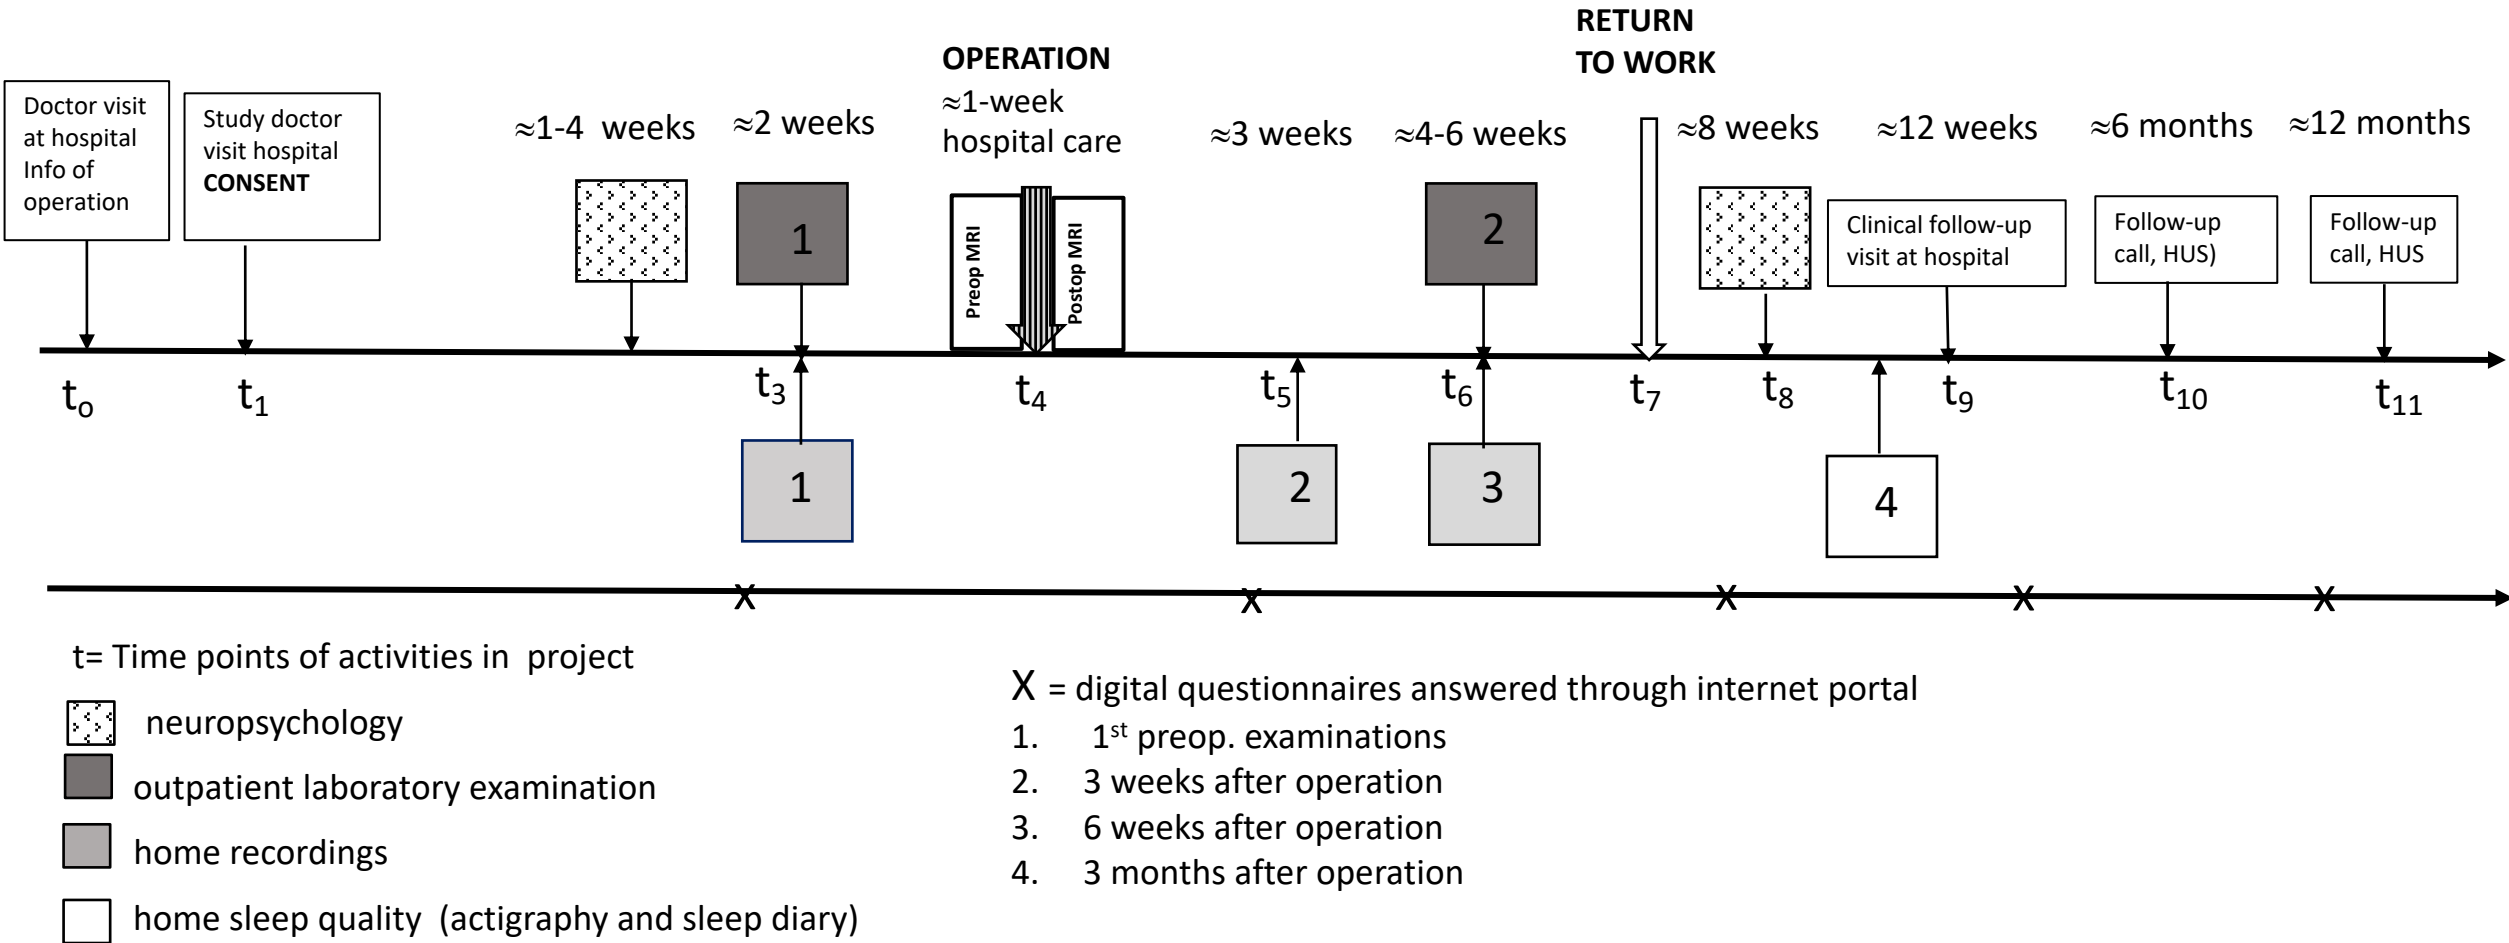 RETURN
TO WORK
OPERATION
≈1-week
hospital care
Doctor visit
at hospital
Info of
operation
Study doctor
visit hospital
CONSENT
≈1-4 weeks
≈2 weeks
≈3 weeks
≈4-6 weeks
≈8 weeks
≈12 weeks
≈6 months
≈12 months
1
Preop MRI
Postop MRI
2
Clinical follow-up
visit at hospital
Follow-up
call, HUS)
Follow-up
call, HUS
to
t1
t3
t4
t5
t6
t7
t8
t9
t10
t11
1
2
3
4
X X X X X
t= Time points of activities in project
neuropsychology
outpatient laboratory examination
home recordings
home sleep quality (actigraphy and sleep diary)
X = digital questionnaires answered through internet portal
1. 1st preop. examinations
2. 3 weeks after operation
3. 6 weeks after operation
4. 3 months after operation